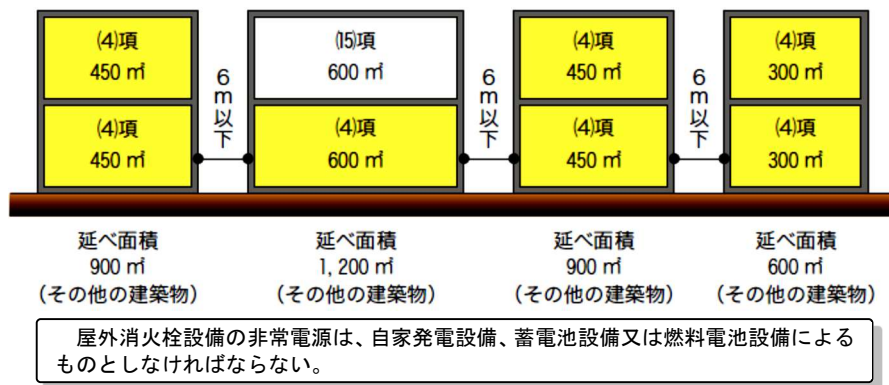 ⑷項
450 ㎡
⑷項
450 ㎡
6m以下
⒂項
600 ㎡
⑷項
600 ㎡
6m以下
⑷項
450 ㎡
⑷項
450 ㎡
6m以下
⑷項
300 ㎡
⑷項
300 ㎡
延べ面積
900 ㎡
（その他の建築物）
延べ面積
1, 200 ㎡
（その他の建築物）
延べ面積
900 ㎡
（その他の建築物）
延べ面積
600 ㎡
（その他の建築物）
屋外消火栓設備の非常電源は、自家発電設備、蓄電池設備又は燃料電池設備による
ものとしなければならない。